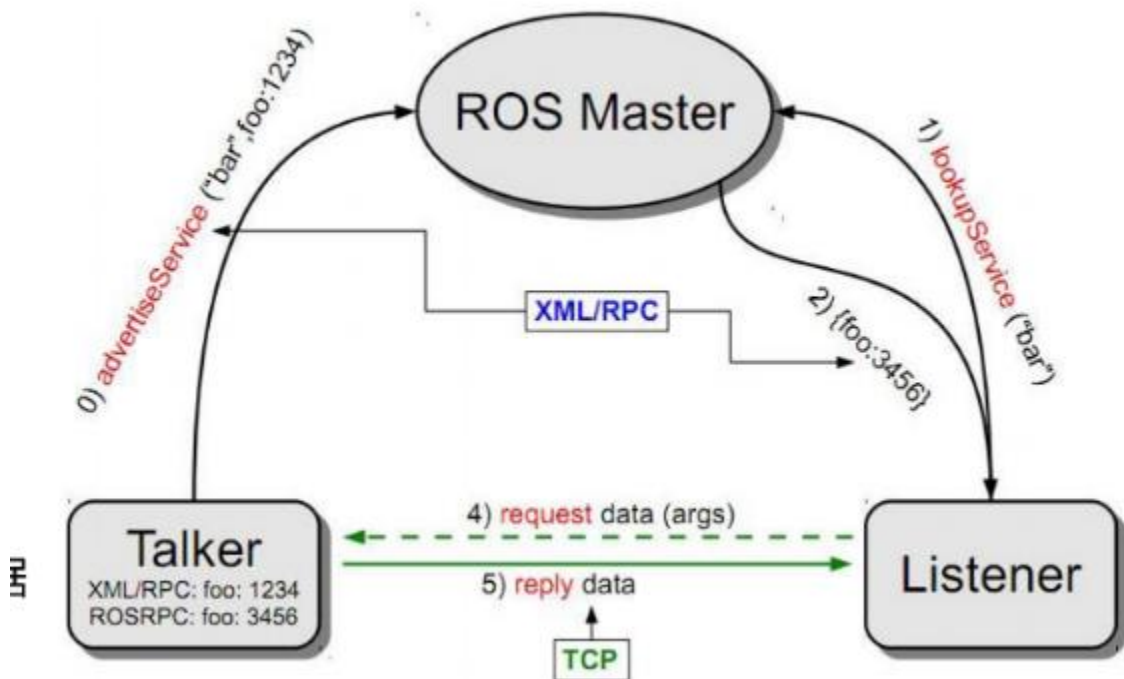 ROS Master
0) advertiseService ("bar",foo:1234)
1) lookupService ("bar")
XML/RPC
2) {foo:3456}
4) request data (args)
5) reply data
TCP
Talker
XML/RPC: foo: 1234
ROSRPC: foo: 3456
Listener